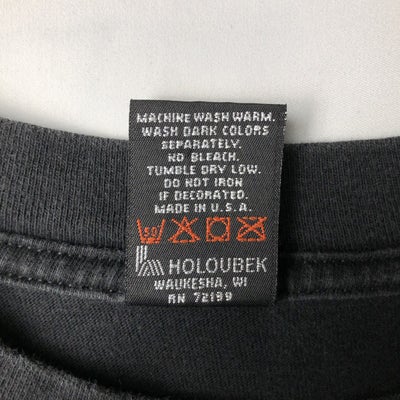 MACHINE WASH WARM.
WASH DARK COLORS
SEPARATELY.
NO BLEACH.
TUMBLE DRY LOW.
DO NOT IRON
IF DECORATED.
MADE IN U.S.A.
50
HOLOUBEK
WAUKESHA, WI
RN 72199